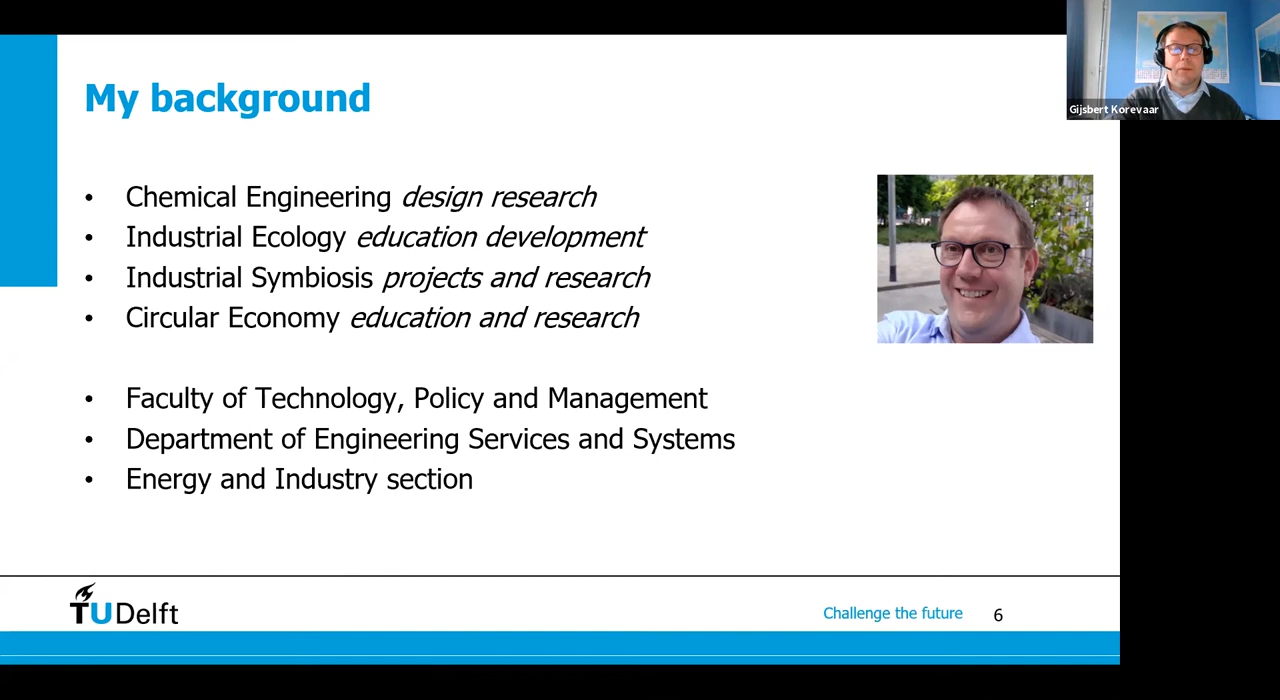 Gijsbert Korevaar
My background
• Chemical Engineering design research
• Industrial Ecology education development
• Industrial Symbiosis projects and research
• Circular Economy education and research
• Faculty of Technology, Policy and Management
• Department of Engineering Services and Systems
• Energy and Industry section
TUDelft
Challenge the future 6